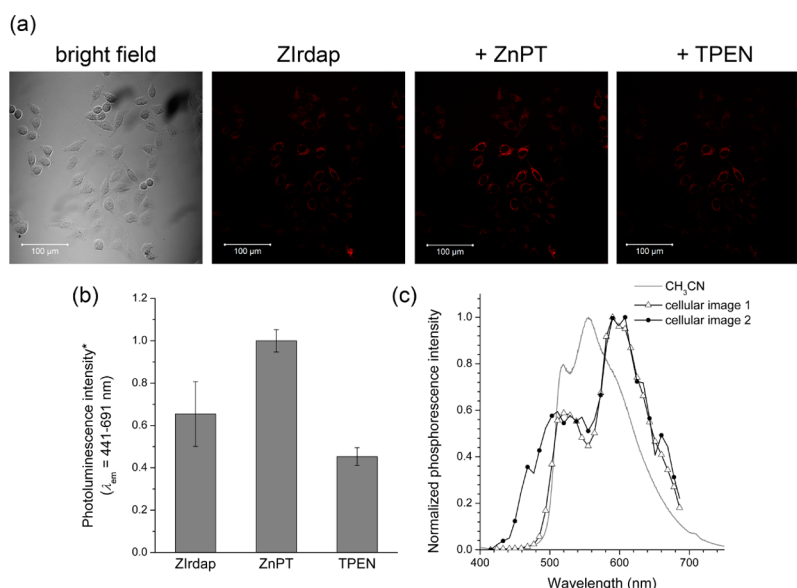 (a)
bright field
ZIrdap
+ ZnPT
+ TPEN
100 µm
100 µm
100 µm
100 µm
(b)
Photoluminescence intensity*
(λem = 441-691 nm)
1.2
1.0
0.8
0.6
0.4
0.2
0.0
ZIrdap
ZnPT
TPEN
(c)
CH3CN
cellular image 1
cellular image 2
Normalized phosphorescence intensity
1.0
0.8
0.6
0.4
0.2
0.0
400
500
600
700
Wavelength (nm)